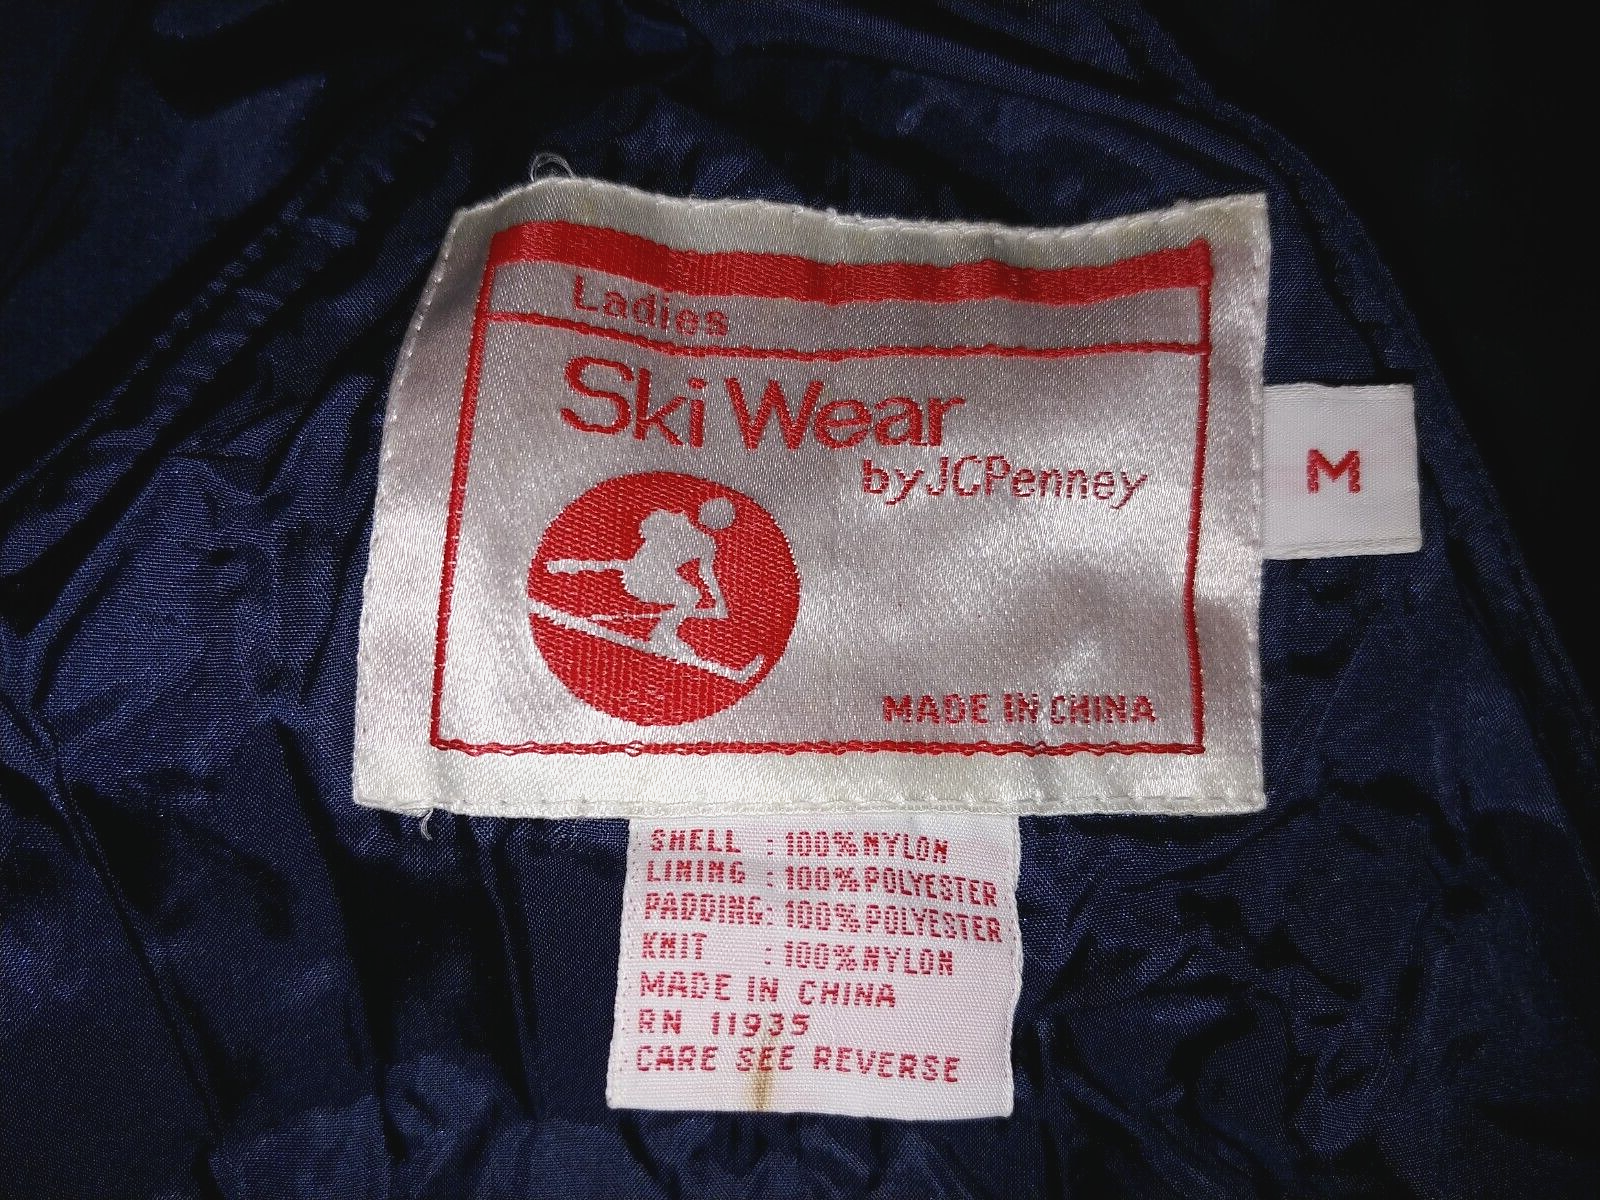 Ladies
Ski Wear
by JCPenney
M
MADE IN CHINA
SHELL : 100% NYLON
LINING : 100% POLYESTER
PADDING: 100% POLYESTER
KNIT : 100% NYLON
MADE IN CHINA
RN 11935
CARE SEE REVERSE